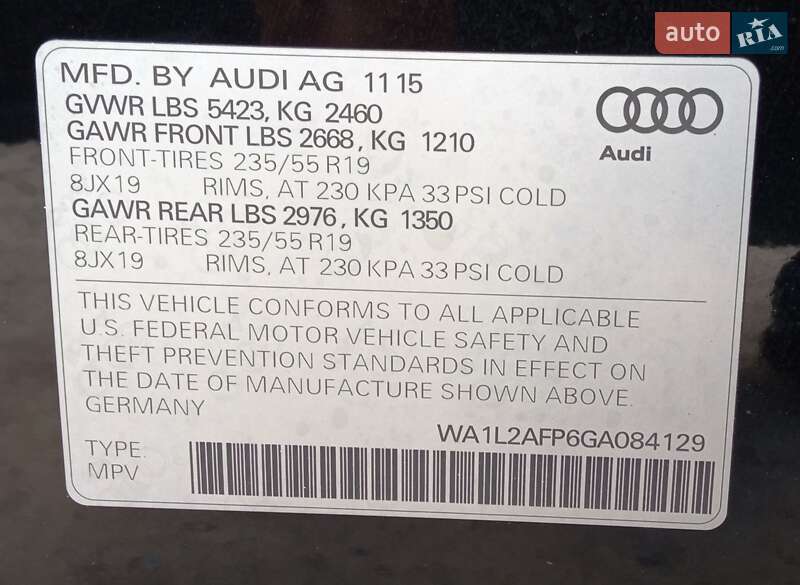 auto RIA .com
MFD. BY AUDI AG 11 15
GVWR LBS 5423, KG 2460
GAWR FRONT LBS 2668, KG 1210
FRONT-TIRES 235/55 R19
8JX19 RIMS, AT 230 KPA 33 PSI COLD
GAWR REAR LBS 2976, KG 1350
REAR-TIRES 235/55 R19
8JX19 RIMS, AT 230 KPA 33 PSI COLD
Audi
THIS VEHICLE CONFORMS TO ALL APPLICABLE
U.S. FEDERAL MOTOR VEHICLE SAFETY AND
THEFT PREVENTION STANDARDS IN EFFECT ON
THE DATE OF MANUFACTURE SHOWN ABOVE.
GERMANY
WA1L2AFP6GA084129
TYPE:
MPV